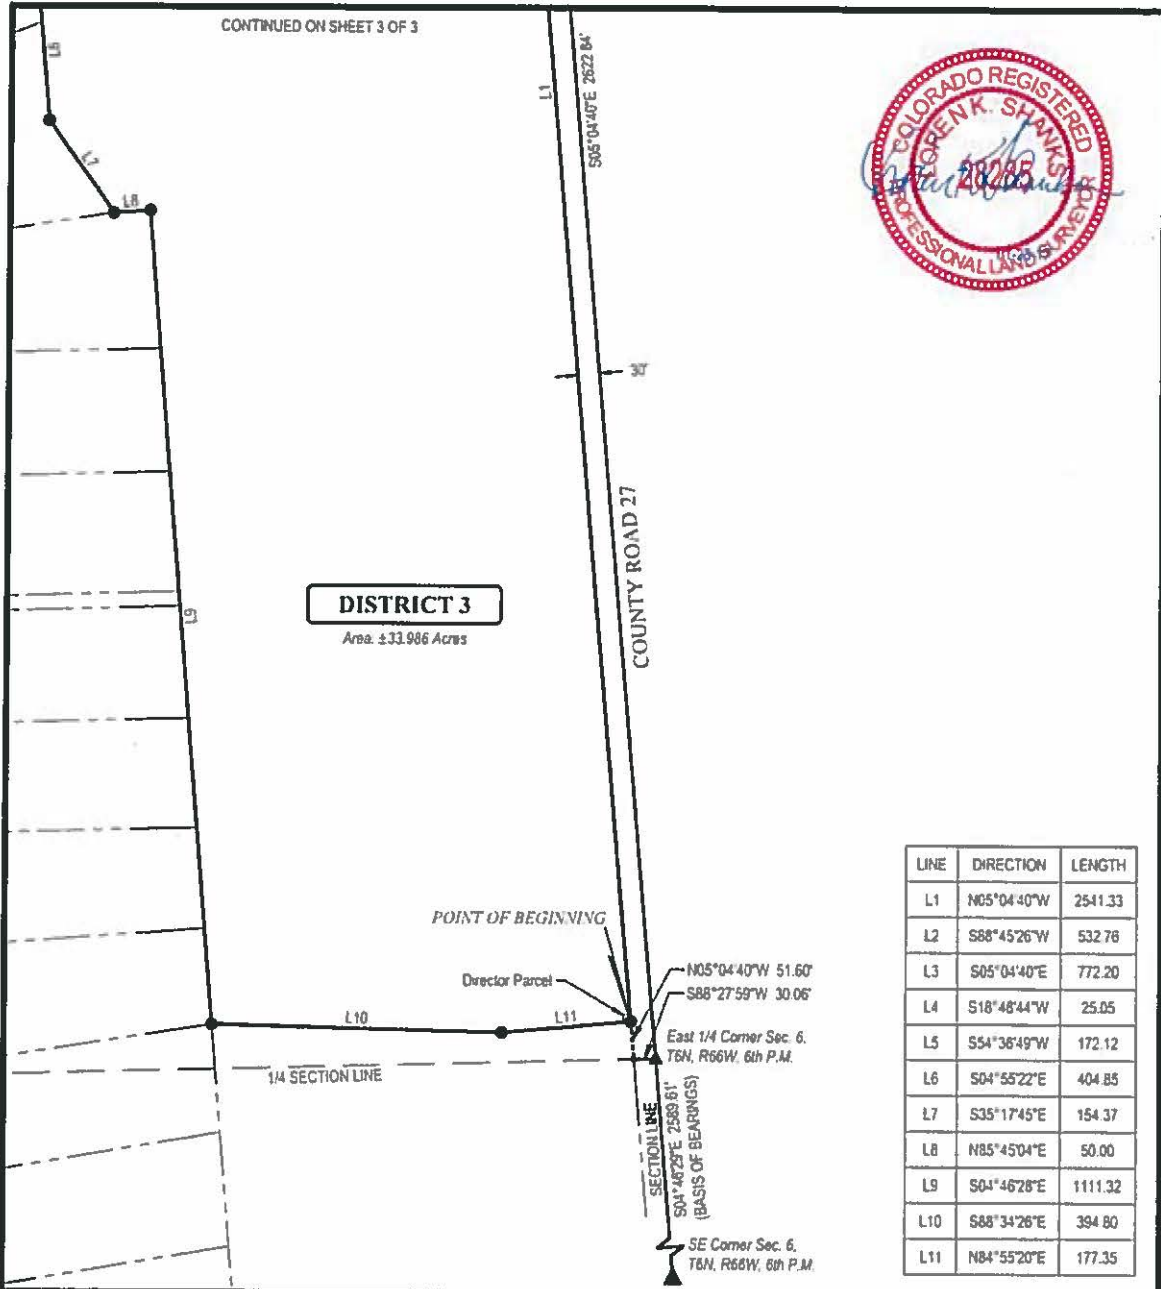 CONTINUED ON SHEET 3 OF 3
L6
L1
S05°04'40"E 2622.84'
COLORADO REGISTERED
LOREN K. SHANKS
28285
PROFESSIONAL LAND SURVEYOR
L7
L8
30'
COUNTY ROAD 27
DISTRICT 3
Area: ±33.986 Acres
L9
POINT OF BEGINNING
Director Parcel
N05°04'40"W 51.60'
S88°27'59"W 30.06'
L10
L11
East 1/4 Corner Sec. 6,
T6N, R66W, 6th P.M.
1/4 SECTION LINE
SECTION LINE
S04°46'29"E 2589.61'
(BASIS OF BEARINGS)
SE Corner Sec. 6,
T6N, R66W, 6th P.M.
LINE DIRECTION LENGTH
L1 N05°04'40"W 2541.33
L2 S88°45'26"W 532.76
L3 S05°04'40"E 772.20
L4 S18°48'44"W 25.05
L5 S54°36'49"W 172.12
L6 S04°55'22"E 404.85
L7 S35°17'45"E 154.37
L8 N85°45'04"E 50.00
L9 S04°46'28"E 1111.32
L10 S88°34'26"E 394.80
L11 N84°55'20"E 177.35